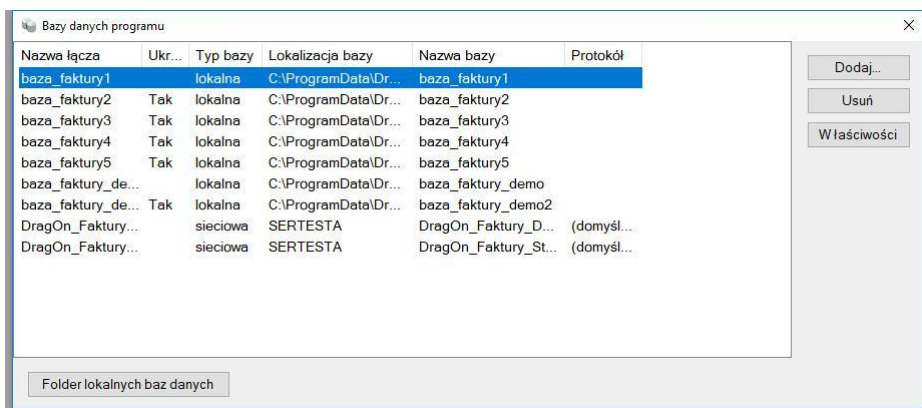 Bazy danych programu
Nazwa łącza Ukr... Typ bazy Lokalizacja bazy Nazwa bazy Protokół
baza_faktury1 lokalna C:\ProgramData\Dr... baza_faktury1
baza_faktury2 Tak lokalna C:\ProgramData\Dr... baza_faktury2
baza_faktury3 Tak lokalna C:\ProgramData\Dr... baza_faktury3
baza_faktury4 Tak lokalna C:\ProgramData\Dr... baza_faktury4
baza_faktury5 Tak lokalna C:\ProgramData\Dr... baza_faktury5
baza_faktury_de... lokalna C:\ProgramData\Dr... baza_faktury_demo
baza_faktury_de... Tak lokalna C:\ProgramData\Dr... baza_faktury_demo2
DragOn_Faktury... sieciowa SERTESTA DragOn_Faktury_D... (domyśl...
DragOn_Faktury... sieciowa SERTESTA DragOn_Faktury_St... (domyśl...
Dodaj...
Usuń
Właściwości
Folder lokalnych baz danych